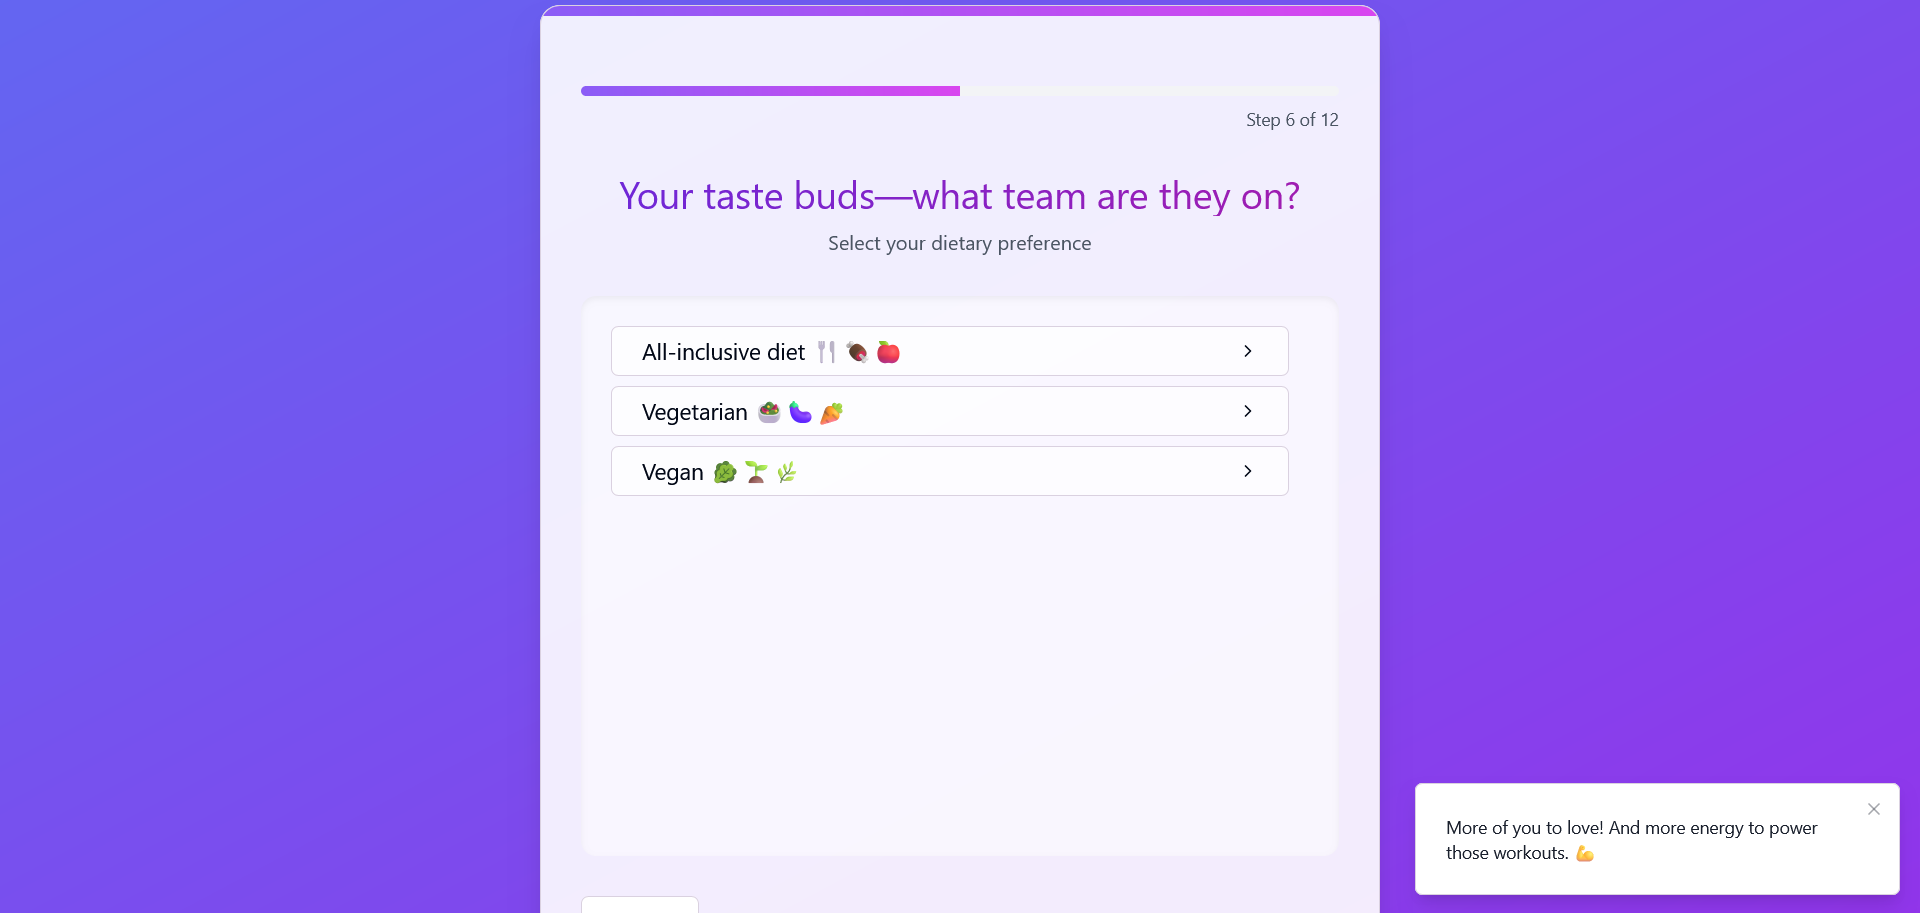 Step 6 of 12
Your taste buds—what team are they on?
Select your dietary preference
All-inclusive diet 🍴 🍖 🍎
Vegetarian 🥗 🍆 🥕
Vegan 🥬 🌱 🌿
More of you to love! And more energy to power
those workouts. 💪